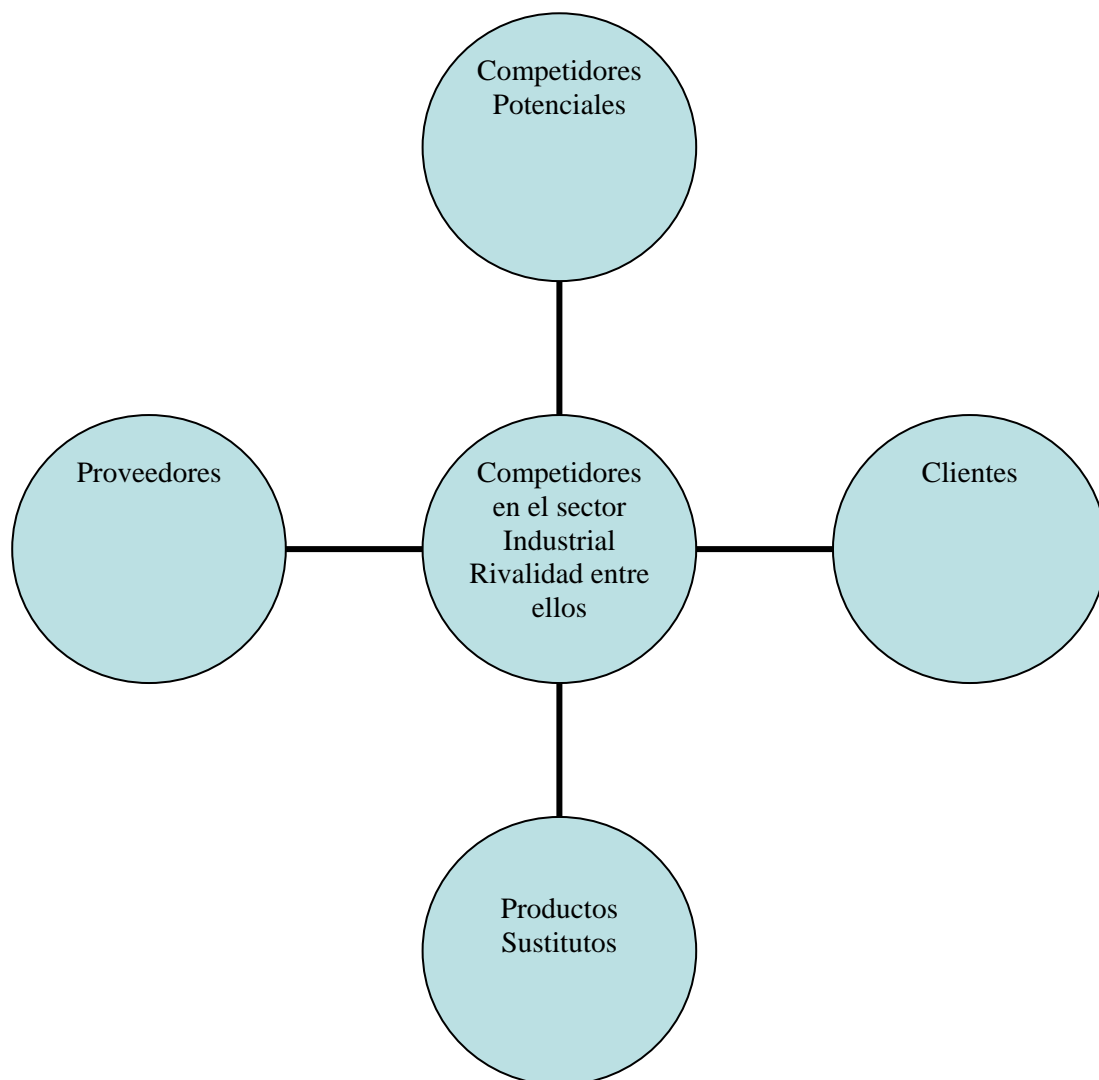 Competidores
Potenciales
Proveedores
Competidores
en el sector
Industrial
Rivalidad entre
ellos
Clientes
Productos
Sustitutos